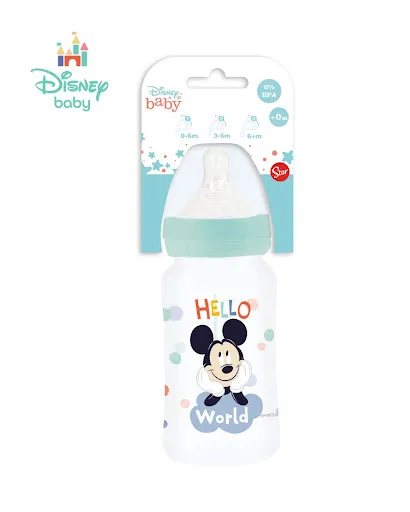 Disney
baby
Disney
baby
0%
BPA
+0m
0-6m 3-6m 6+m
Stor
HELLO
World